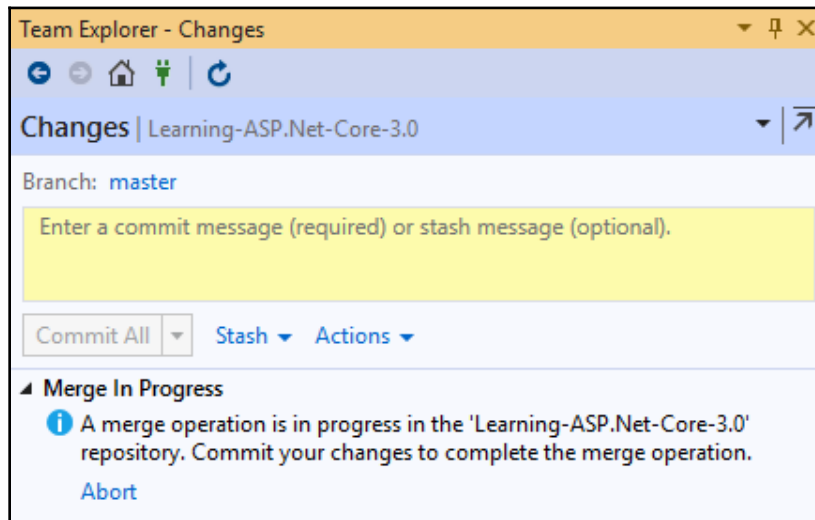 Team Explorer - Changes
Changes | Learning-ASP.Net-Core-3.0
Branch: master
Enter a commit message (required) or stash message (optional).
Commit All Stash Actions
Merge In Progress
A merge operation is in progress in the 'Learning-ASP.Net-Core-3.0'
repository. Commit your changes to complete the merge operation.
Abort